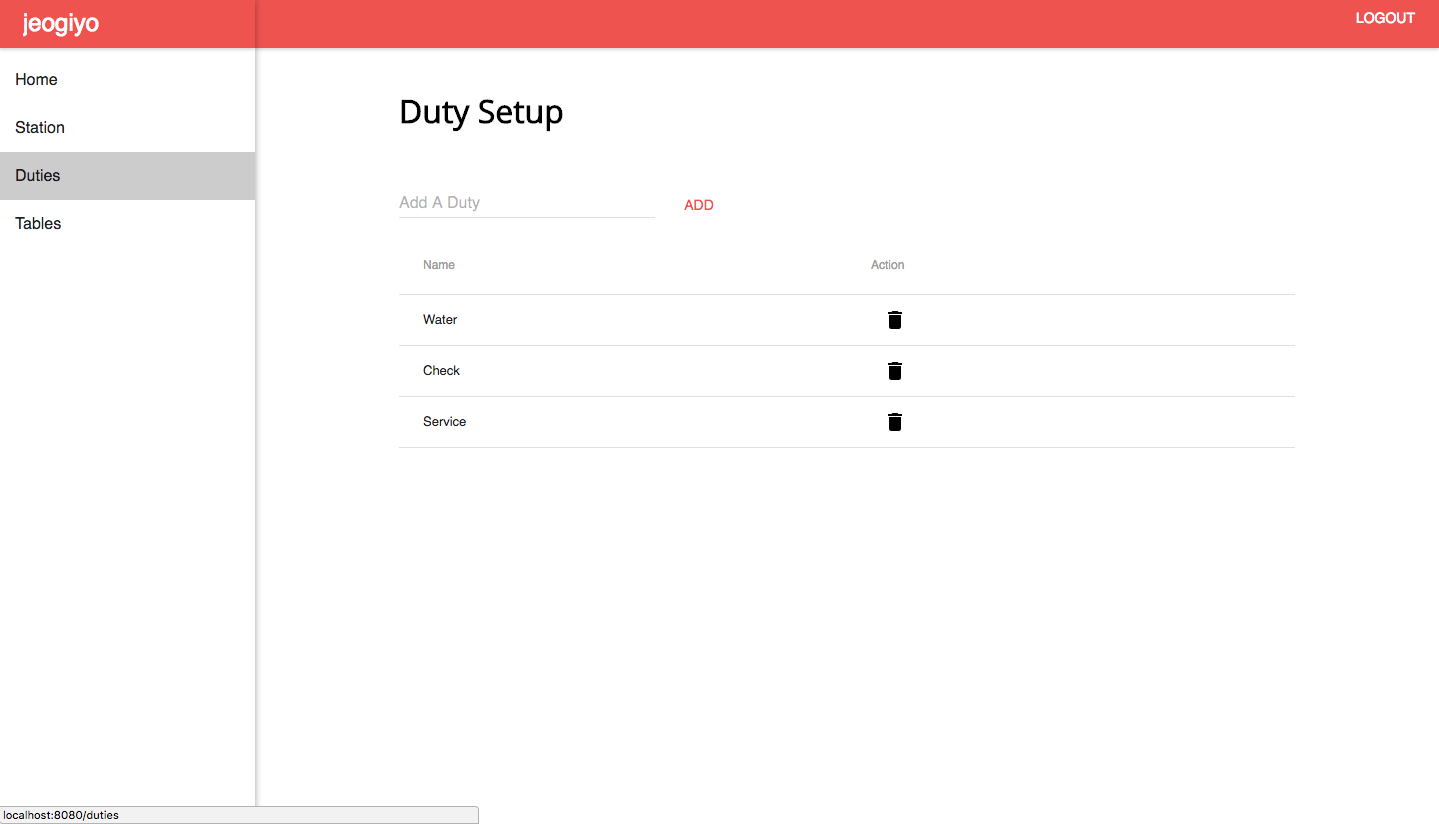 jeogiyo
LOGOUT
Home
Station
Duties
Tables
Duty Setup
Add A Duty
ADD
Name Action
Water
Check
Service
localhost:8080/duties